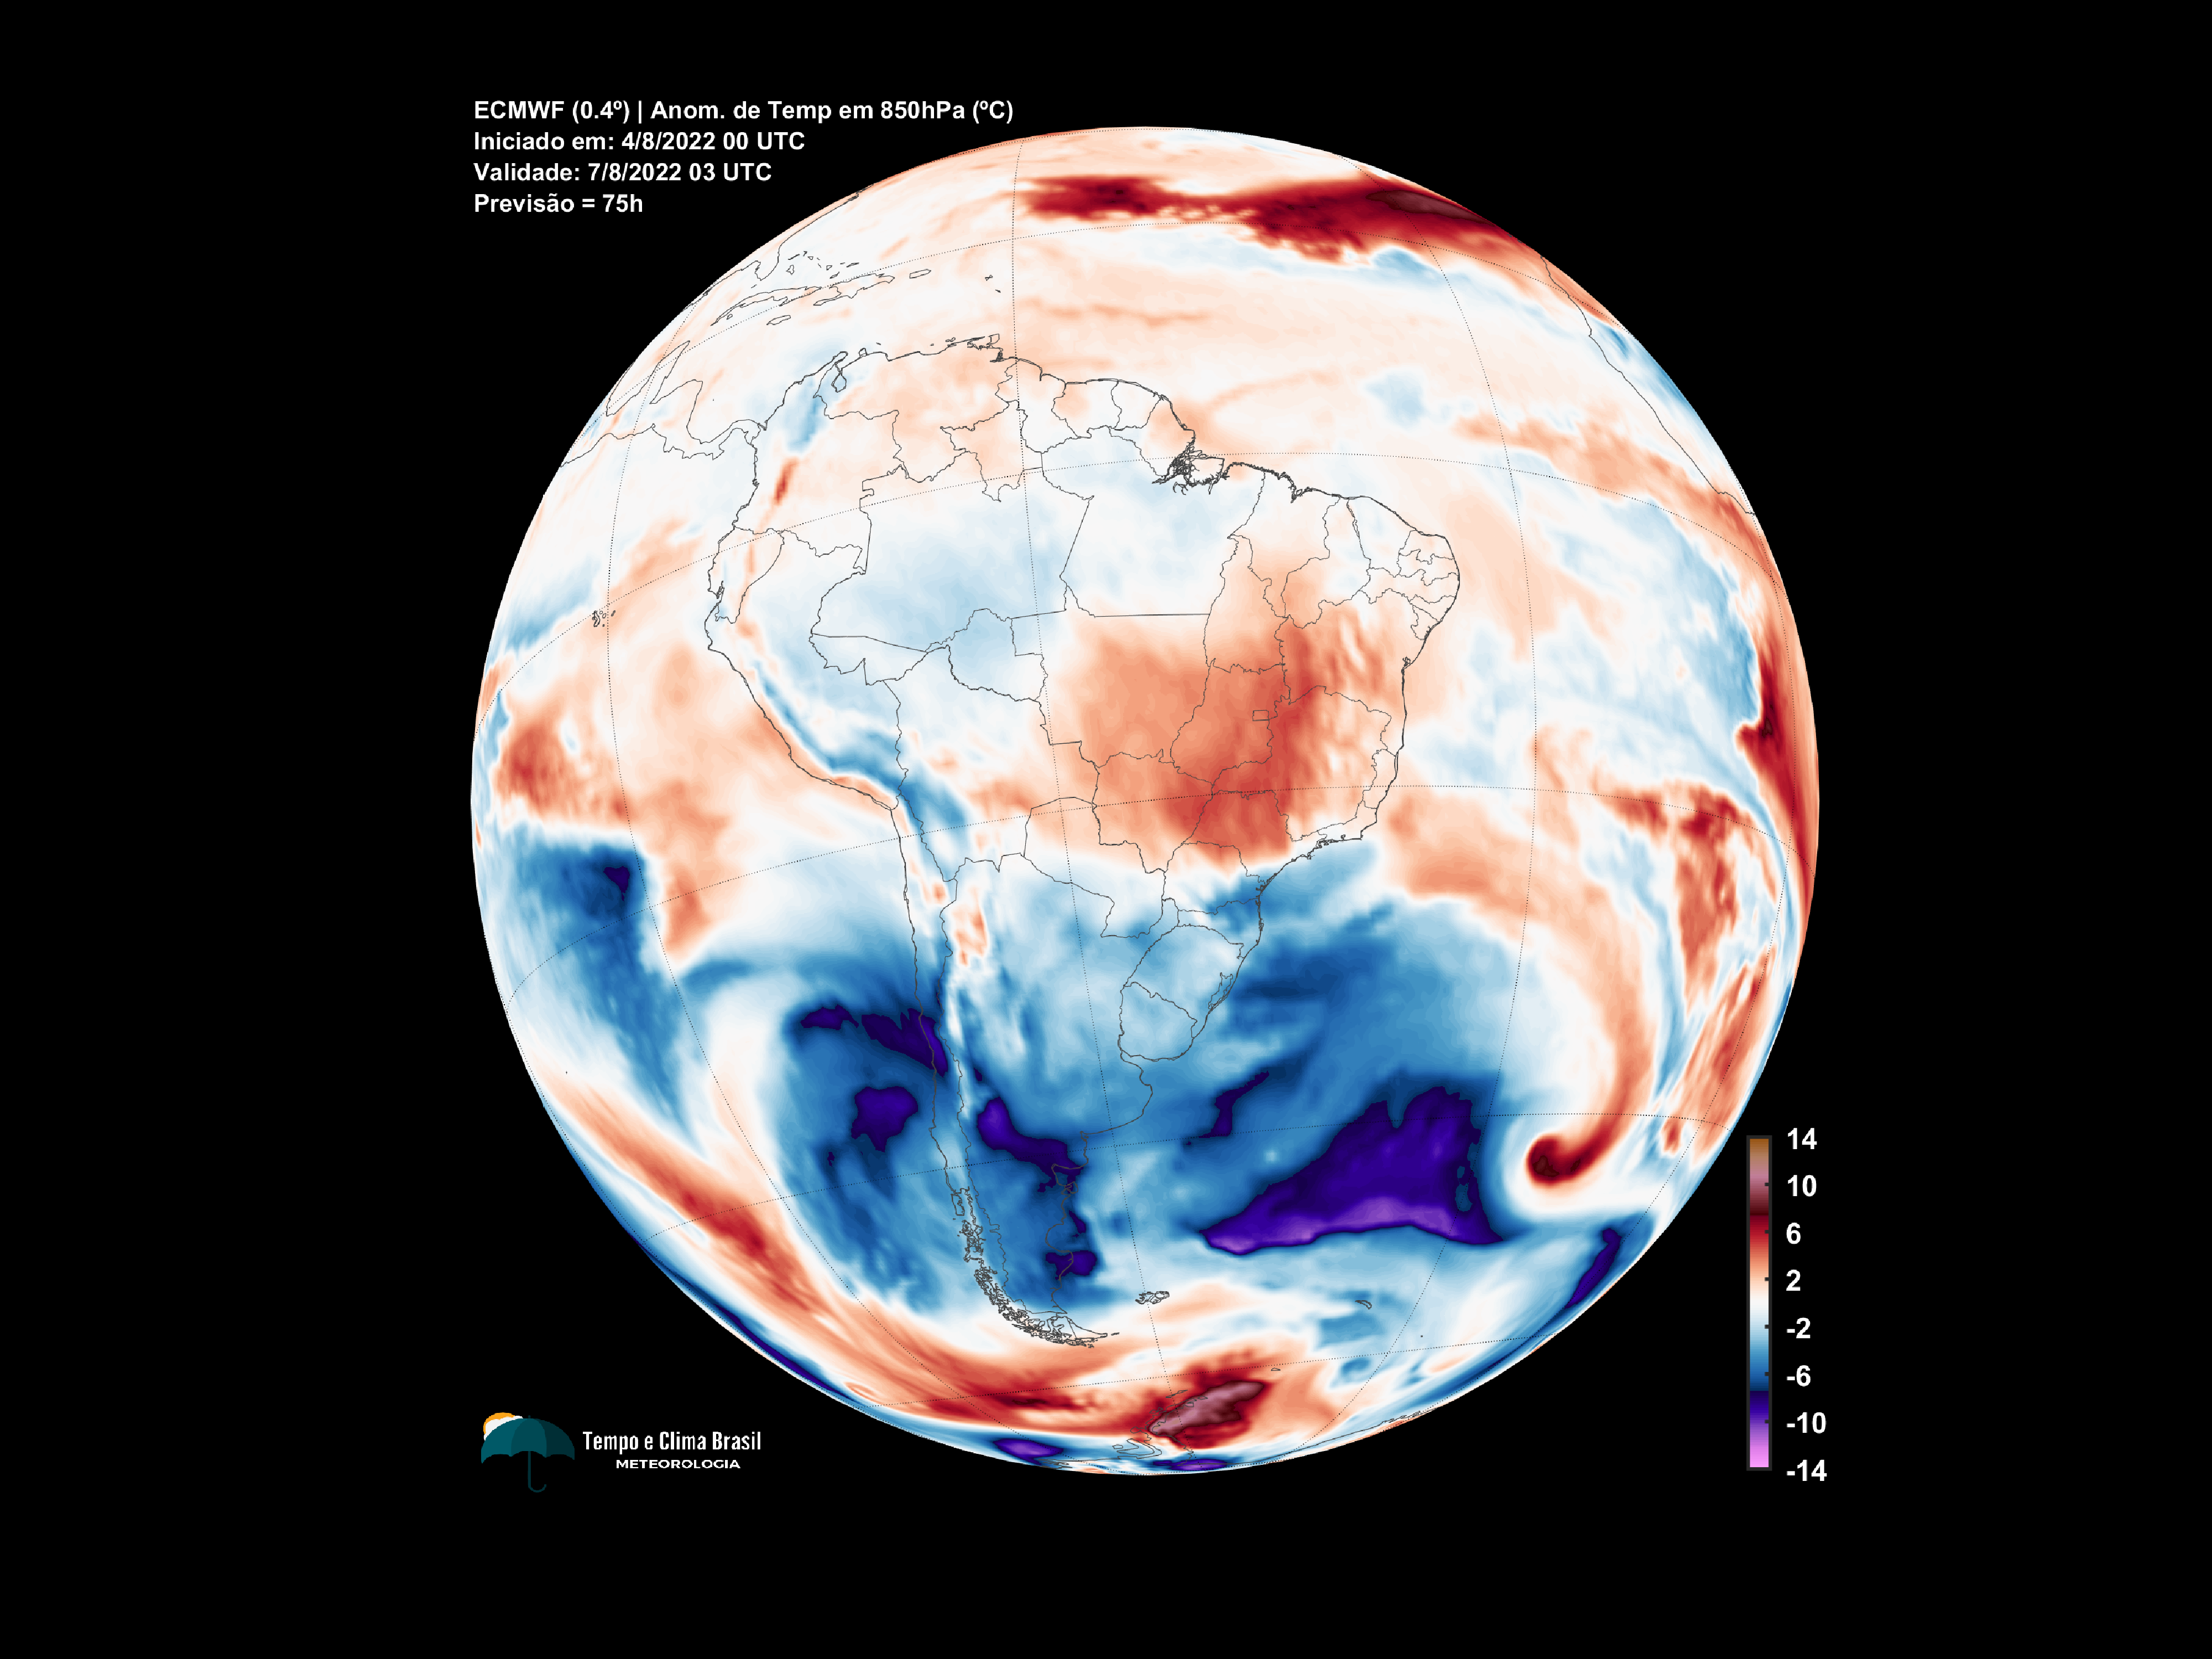 ECMWF (0.4º) | Anom. de Temp em 850hPa (ºC)
Iniciado em: 4/8/2022 00 UTC
Validade: 7/8/2022 03 UTC
Previsão = 75h
14
10
6
2
-2
-6
-10
-14
Tempo e Clima Brasil
METEOROLOGIA